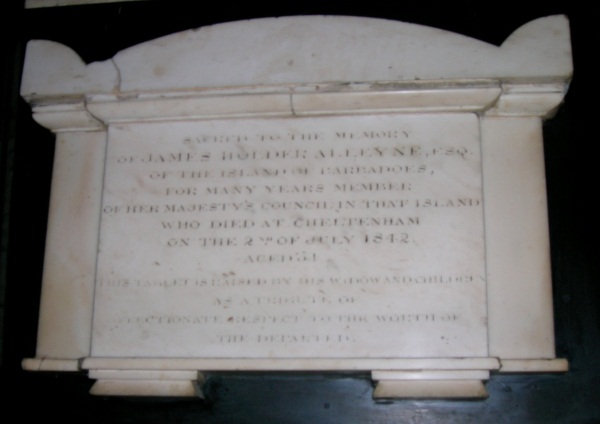 SACRED TO THE MEMORY
OF JAMES HOLDER ALLEYNE, ESQ.
OF THE ISLAND OF BARBADOES,
FOR MANY YEARS MEMBER
OF HER MAJESTY'S COUNCIL IN THAT ISLAND
WHO DIED AT CHELTENHAM
ON THE 2ND OF JULY 1842.
AGED
THIS TABLET IS RAISED BY HIS WIDOW AND CHILDREN
AS A TRIBUTE OF
AFFECTIONATE RESPECT TO THE WORTH OF
THE DEPARTED.